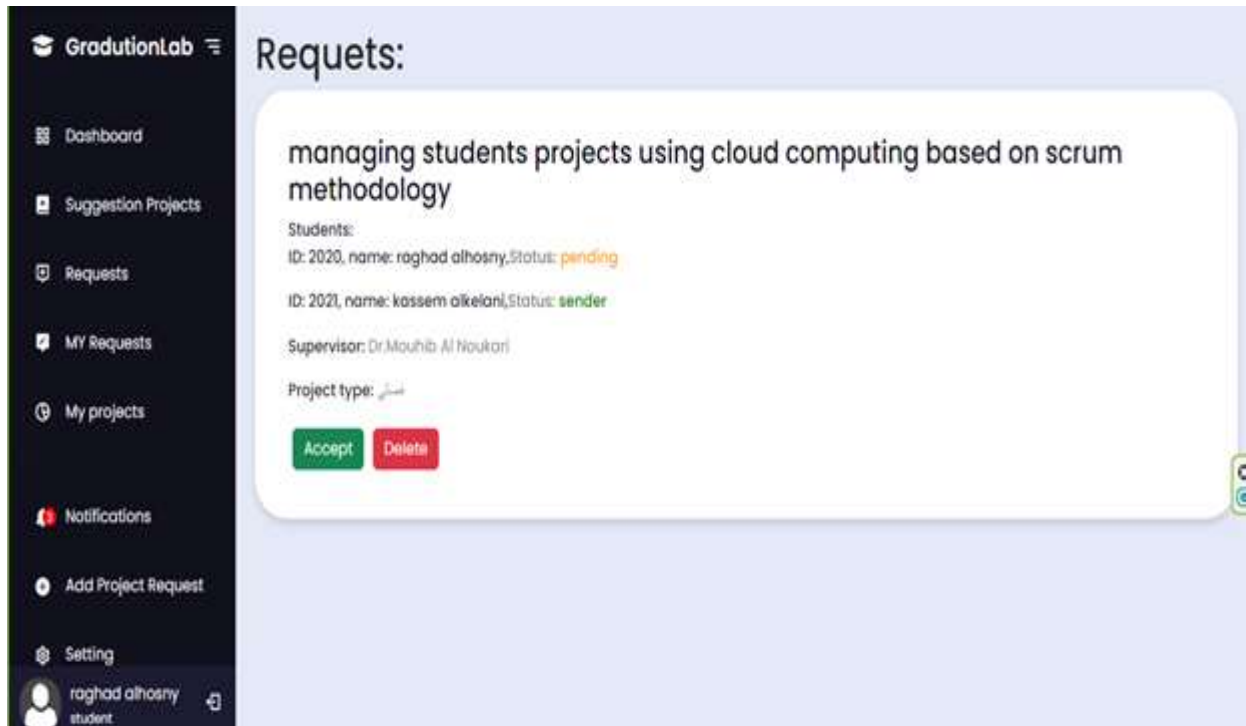 GradutionLab
Dashboard
Suggestion Projects
Requests
MY Requests
My projects
Notifications
Add Project Request
Setting
raghad alhosny
student
Requets:
managing students projects using cloud computing based on scrum
methodology
Students:
ID: 2020, name: raghad alhosny,Status: pending
ID: 2021, name: kassem alkelani,Status: sender
Supervisor: Dr.Mouhib Al Noukari
Project type:
Accept Delete